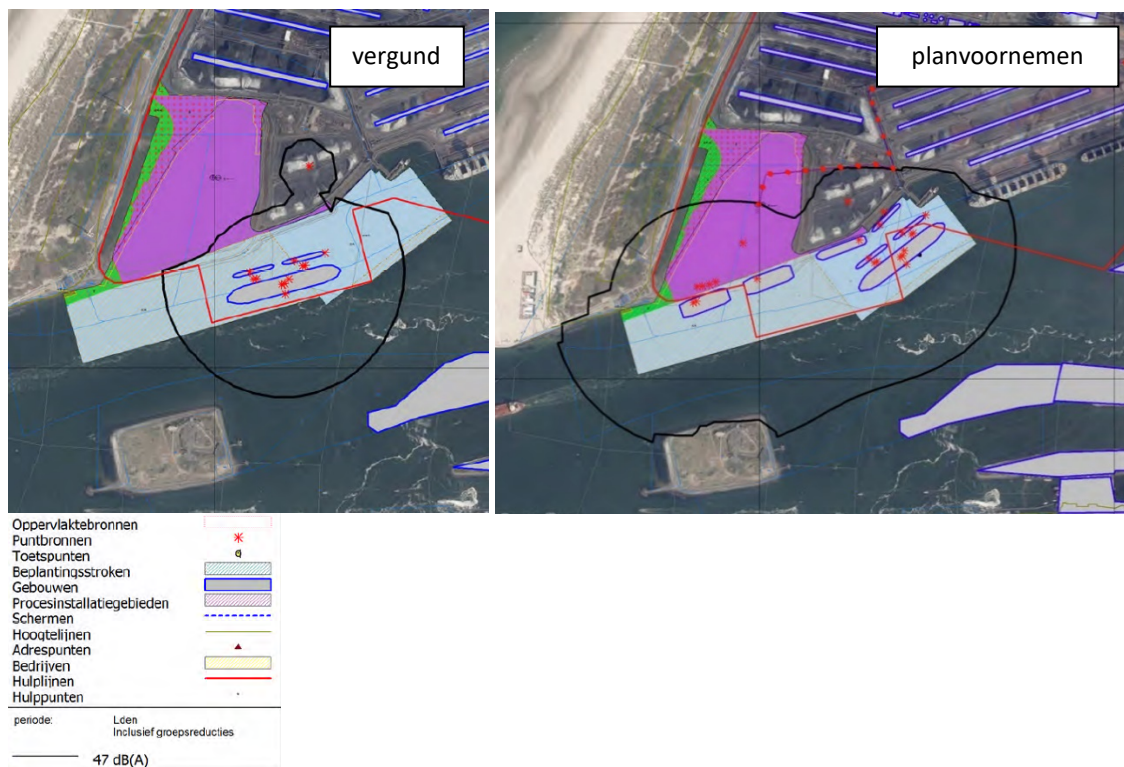 vergund
planvoornemen
Oppervlaktebronnen
Puntbronnen
Toetspunten
Beplantingsstroken
Gebouwen
Procesinstallatiegebieden
Schermen
Hoogtelijnen
Adrespunten
Bedrijven
Hulplijnen
Hulppunten
periode: Lden
Inclusief groepsreducties
47 dB(A)